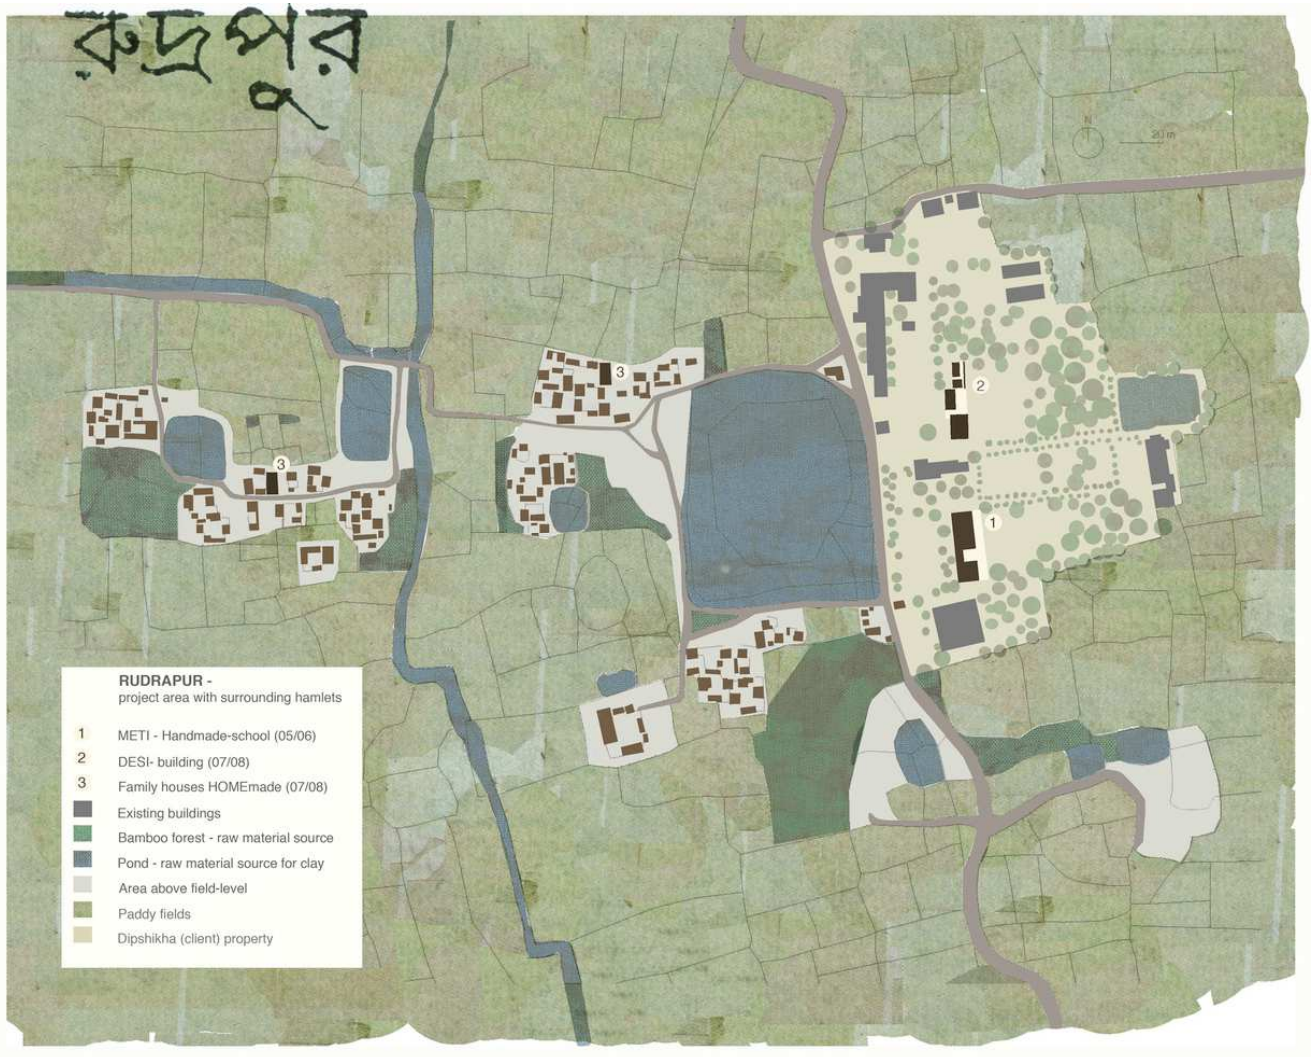 রুদ্রপুর
N
20 m
3
2
3
1
RUDRAPUR -
project area with surrounding hamlets
1 METI - Handmade-school (05/06)
2 DESI- building (07/08)
3 Family houses HOMEmade (07/08)
Existing buildings
Bamboo forest - raw material source
Pond - raw material source for clay
Area above field-level
Paddy fields
Dipshikha (client) property